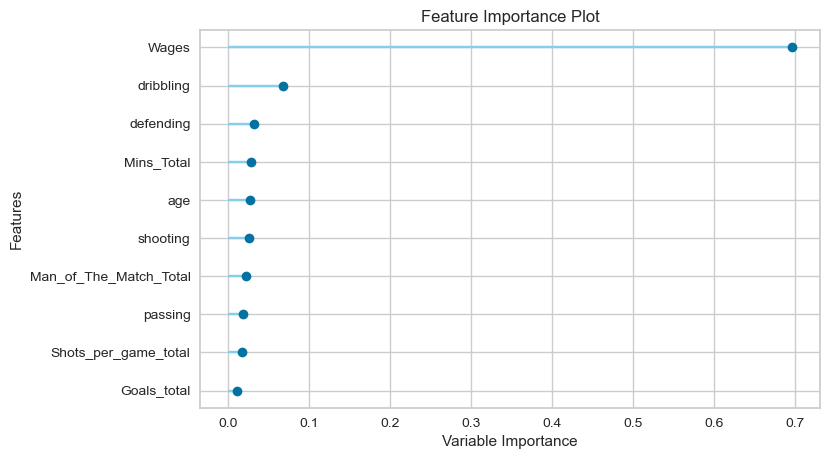 Feature Importance Plot
Features
Wages
dribbling
defending
Mins_Total
age
shooting
Man_of_The_Match_Total
passing
Shots_per_game_total
Goals_total
0.0 0.1 0.2 0.3 0.4 0.5 0.6 0.7
Variable Importance